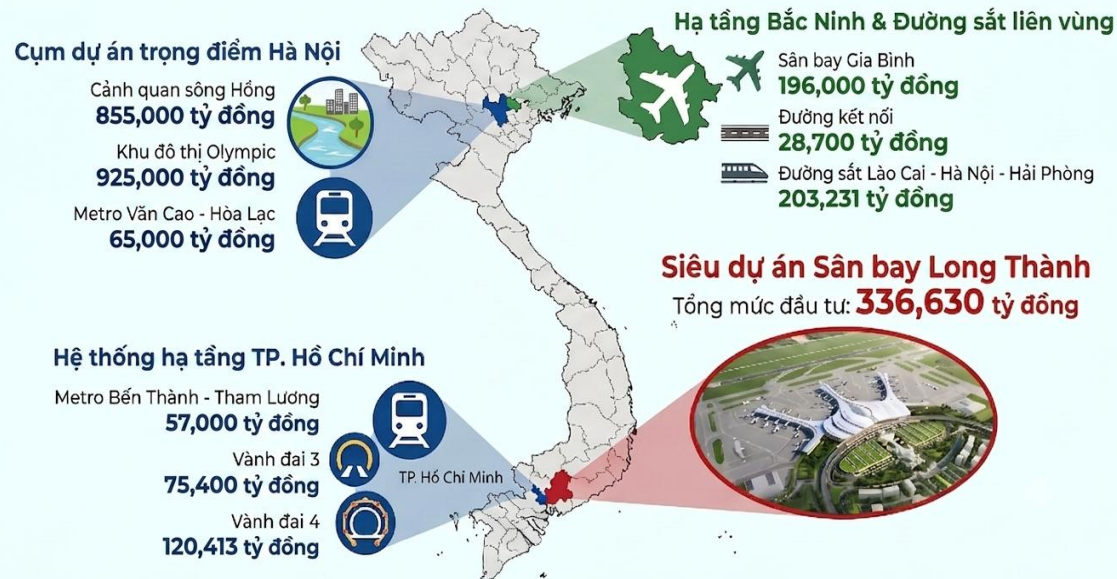 Cụm dự án trọng điểm Hà Nội
Cảnh quan sông Hồng
855,000 tỷ đồng
Khu đô thị Olympic
925,000 tỷ đồng
Metro Văn Cao - Hòa Lạc
65,000 tỷ đồng
Hạ tầng Bắc Ninh & Đường sắt liên vùng
Sân bay Gia Bình
196,000 tỷ đồng
Đường kết nối
28,700 tỷ đồng
Đường sắt Lào Cai - Hà Nội - Hải Phòng
203,231 tỷ đồng
Siêu dự án Sân bay Long Thành
Tổng mức đầu tư: 336,630 tỷ đồng
Hệ thống hạ tầng TP. Hồ Chí Minh
Metro Bến Thành - Tham Lương
57,000 tỷ đồng
Vành đai 3
75,400 tỷ đồng
Vành đai 4
120,413 tỷ đồng
TP. Hồ Chí Minh